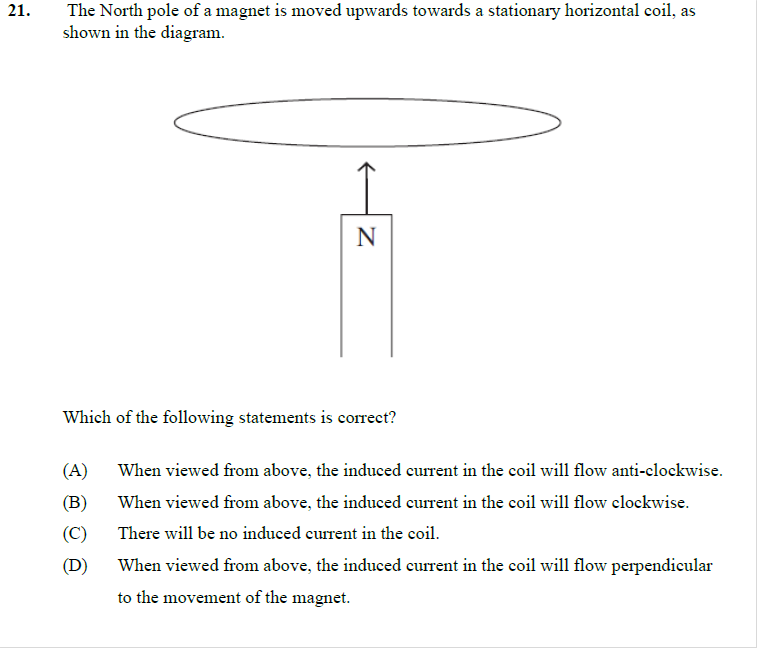 21. The North pole of a magnet is moved upwards towards a stationary horizontal coil, as
shown in the diagram.
N
Which of the following statements is correct?
(A) When viewed from above, the induced current in the coil will flow anti-clockwise.
(B) When viewed from above, the induced current in the coil will flow clockwise.
(C) There will be no induced current in the coil.
(D) When viewed from above, the induced current in the coil will flow perpendicular
to the movement of the magnet.